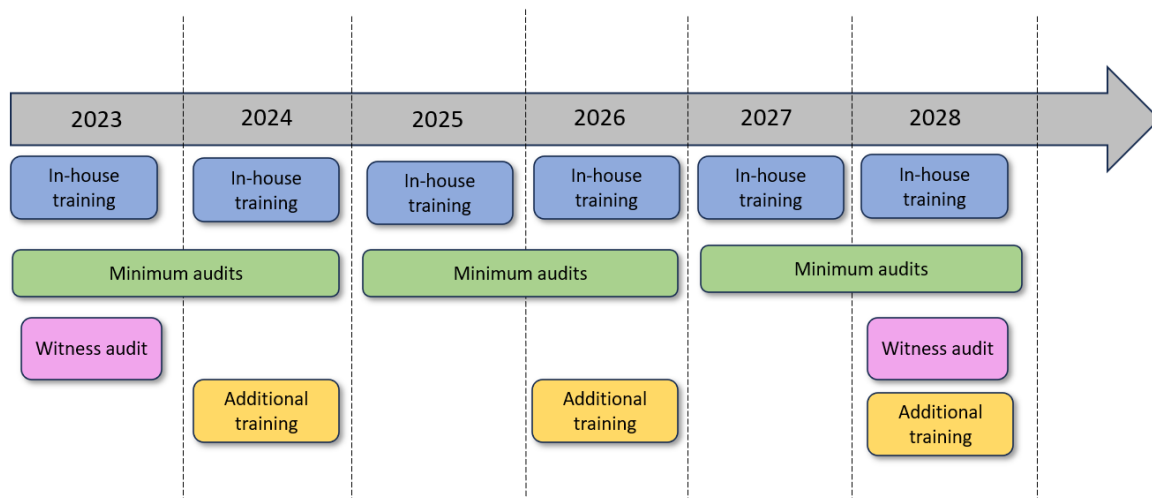 2023
2024
2025
2026
2027
2028
In-house
training
In-house
training
In-house
training
In-house
training
In-house
training
In-house
training
Minimum audits
Minimum audits
Minimum audits
Witness audit
Witness audit
Additional
training
Additional
training
Additional
training